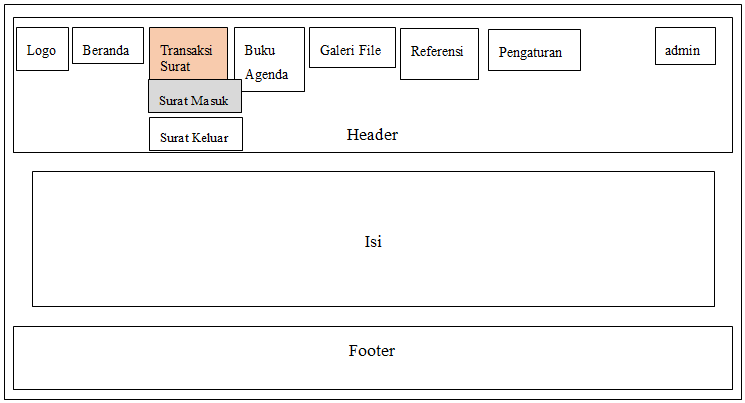 Logo
Beranda
Transaksi
Surat
Buku
Agenda
Galeri File
Referensi
Pengaturan
admin
Surat Masuk
Surat Keluar
Header
Isi
Footer